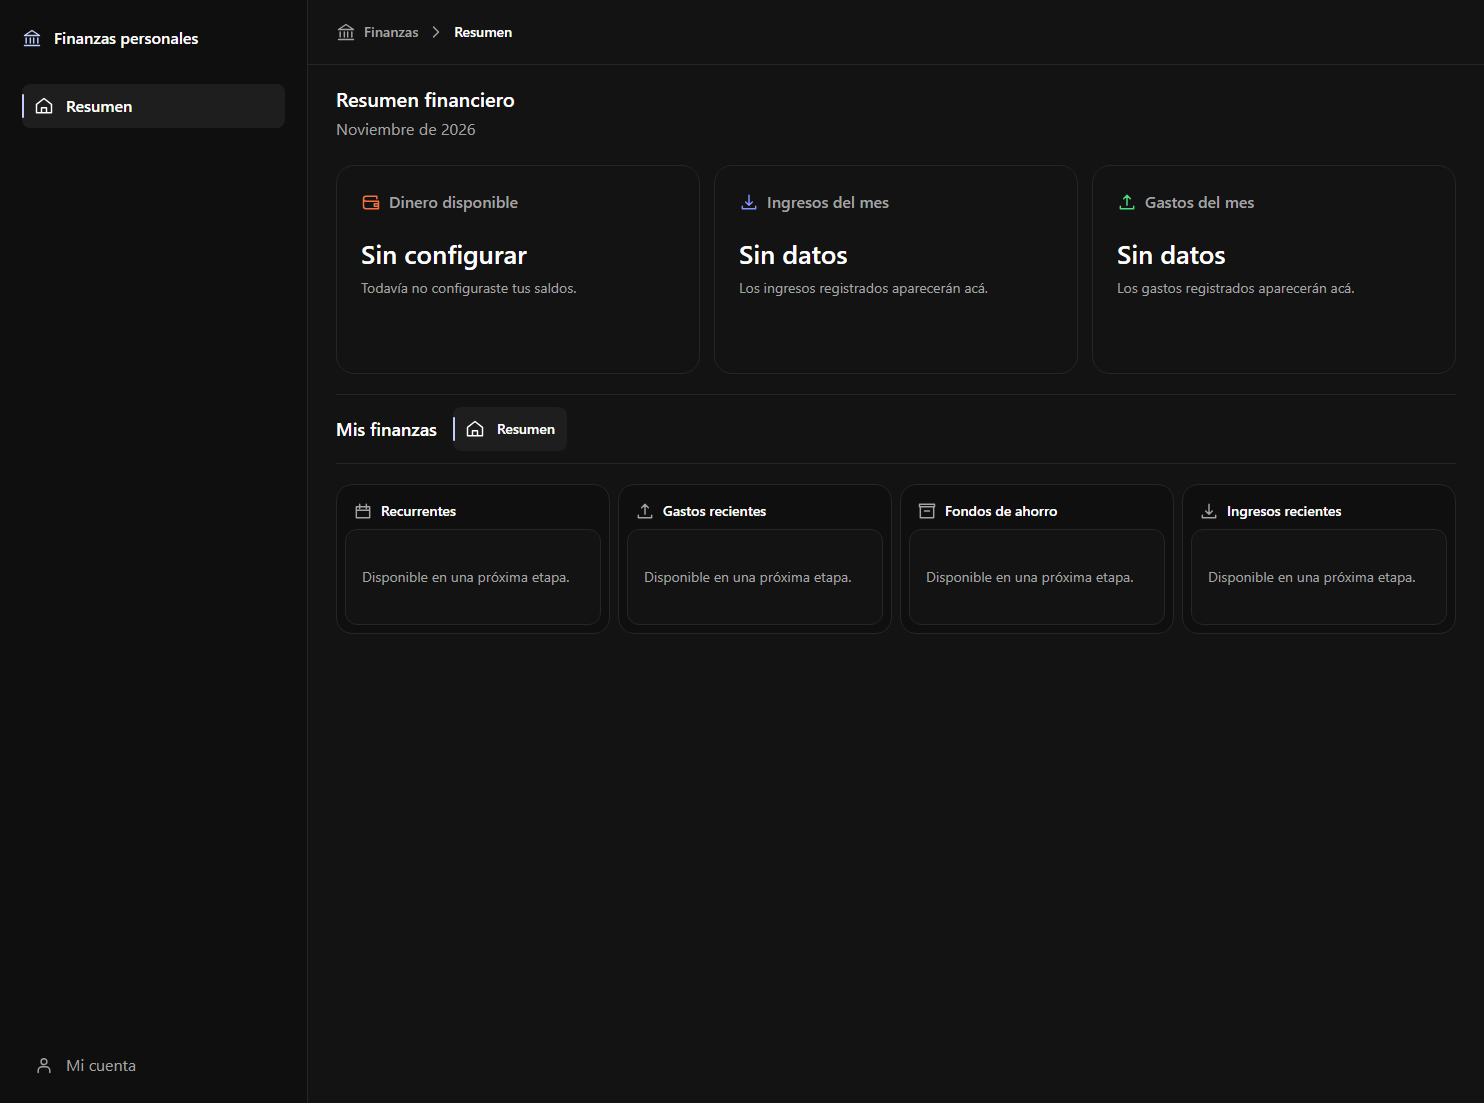 Finanzas personales
Resumen
Mi cuenta
Finanzas > Resumen
Resumen financiero
Noviembre de 2026
Dinero disponible
Sin configurar
Todavía no configuraste tus saldos.
Ingresos del mes
Sin datos
Los ingresos registrados aparecerán acá.
Gastos del mes
Sin datos
Los gastos registrados aparecerán acá.
Mis finanzas
Resumen
Recurrentes
Disponible en una próxima etapa.
Gastos recientes
Disponible en una próxima etapa.
Fondos de ahorro
Disponible en una próxima etapa.
Ingresos recientes
Disponible en una próxima etapa.